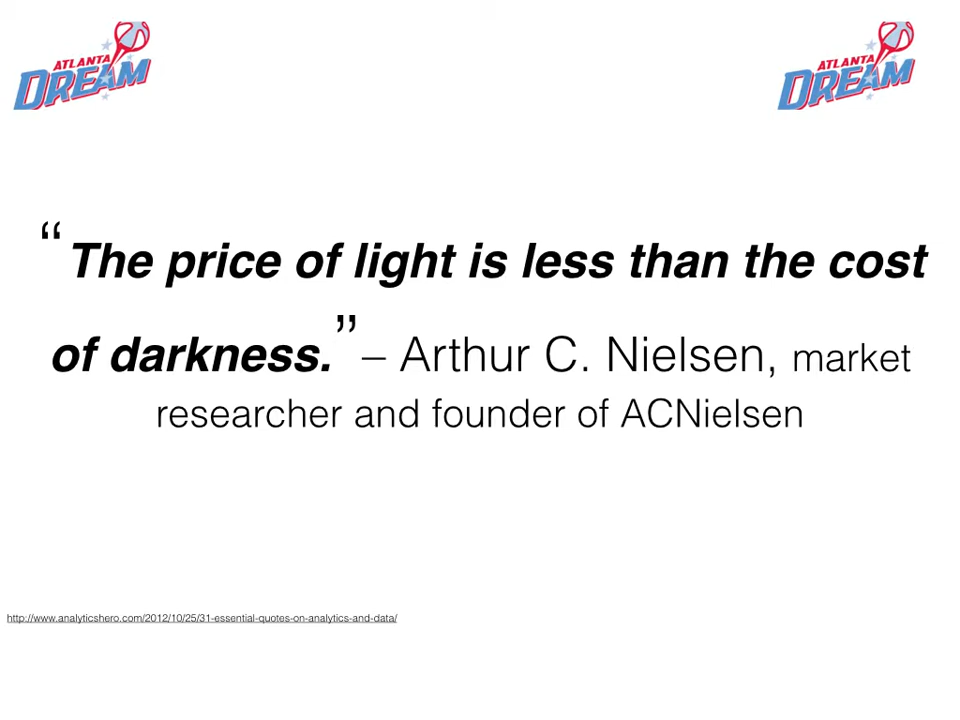 ATLANTA
DREAM
ATLANTA
DREAM
“The price of light is less than the cost
of darkness.” – Arthur C. Nielsen, market
researcher and founder of ACNielsen
http://www.analyticshero.com/2012/10/25/31-essential-quotes-on-analytics-and-data/